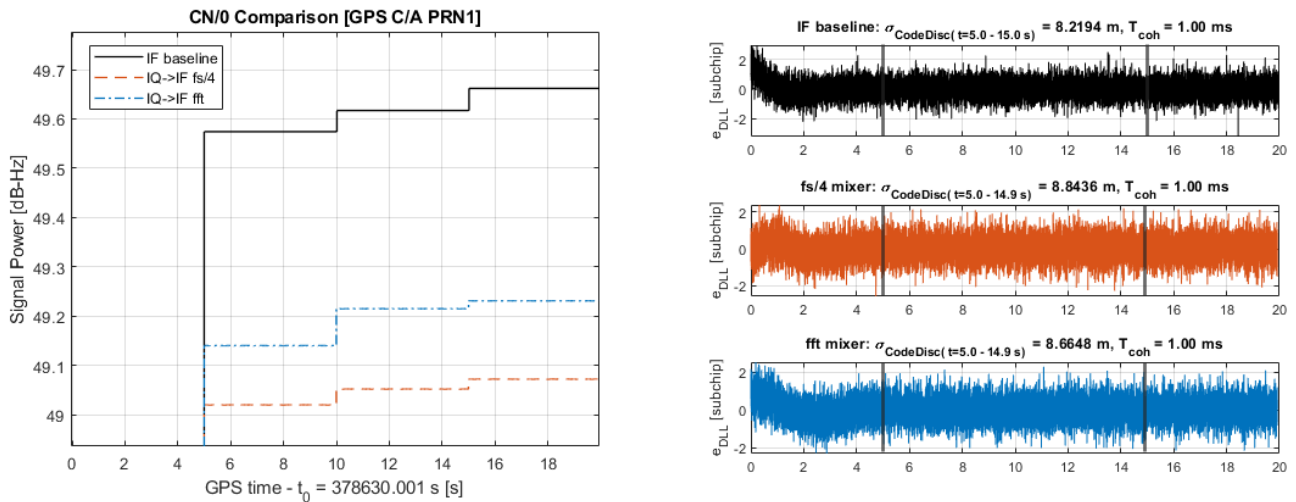 CN/0 Comparison [GPS C/A PRN1]
IF baseline
IQ->IF fs/4
IQ->IF fft
Signal Power [dB-Hz]
49.7
49.6
49.5
49.4
49.3
49.2
49.1
49
0 2 4 6 8 10 12 14 16 18
GPS time - t0 = 378630.001 s [s]
IF baseline: σCodeDisc( t=5.0 - 15.0 s) = 8.2194 m, Tcoh = 1.00 ms
eDLL [subchip]
2
0
-2
0 2 4 6 8 10 12 14 16 18 20
fs/4 mixer: σCodeDisc( t=5.0 - 14.9 s) = 8.8436 m, Tcoh = 1.00 ms
eDLL [subchip]
2
0
-2
0 2 4 6 8 10 12 14 16 18 20
fft mixer: σCodeDisc( t=5.0 - 14.9 s) = 8.6648 m, Tcoh = 1.00 ms
eDLL [subchip]
2
0
-2
0 2 4 6 8 10 12 14 16 18 20